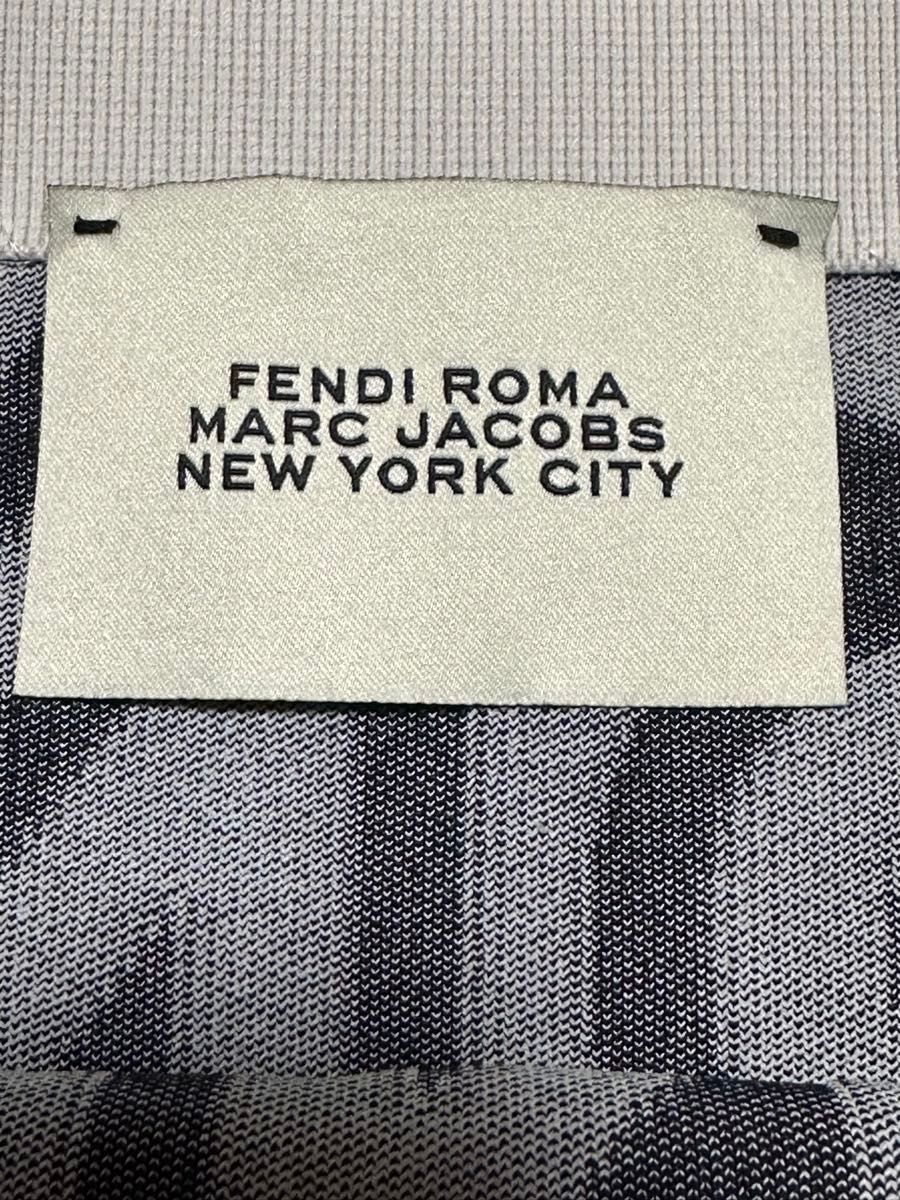 FENDI ROMA
MARC JACOBS
NEW YORK CITY